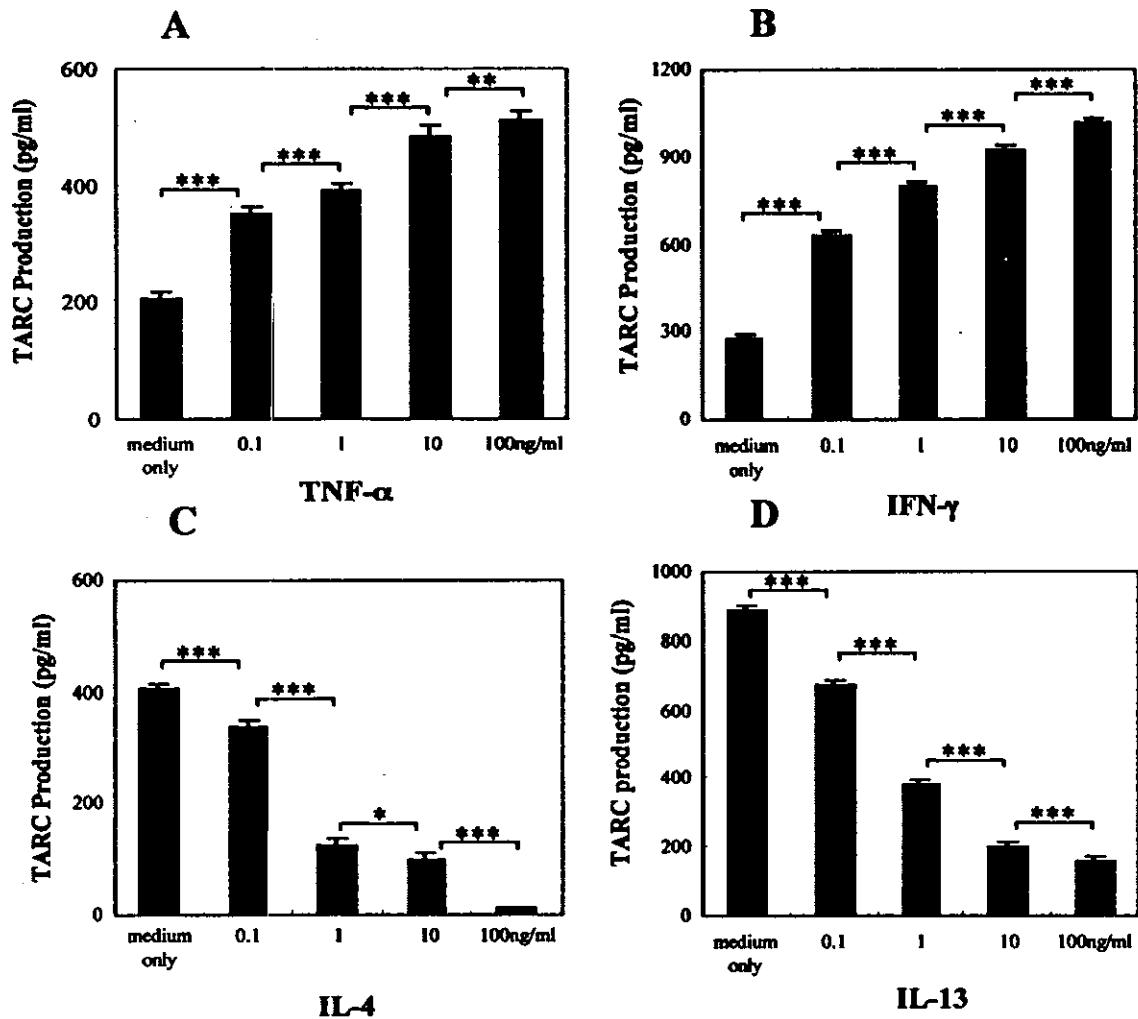 A
TARC Production (pg/ml)
600
400
200
0
***
***
***
**
medium only
0.1
1
10
100ng/ml
TNF-α
B
TARC Production (pg/ml)
1200
900
600
300
0
***
***
***
***
medium only
0.1
1
10
100ng/ml
IFN-γ
C
TARC Production (pg/ml)
600
400
200
0
***
***
*
***
medium only
0.1
1
10
100ng/ml
IL-4
D
TARC production (pg/ml)
1000
800
600
400
200
0
***
***
***
***
medium only
0.1
1
10
100ng/ml
IL-13